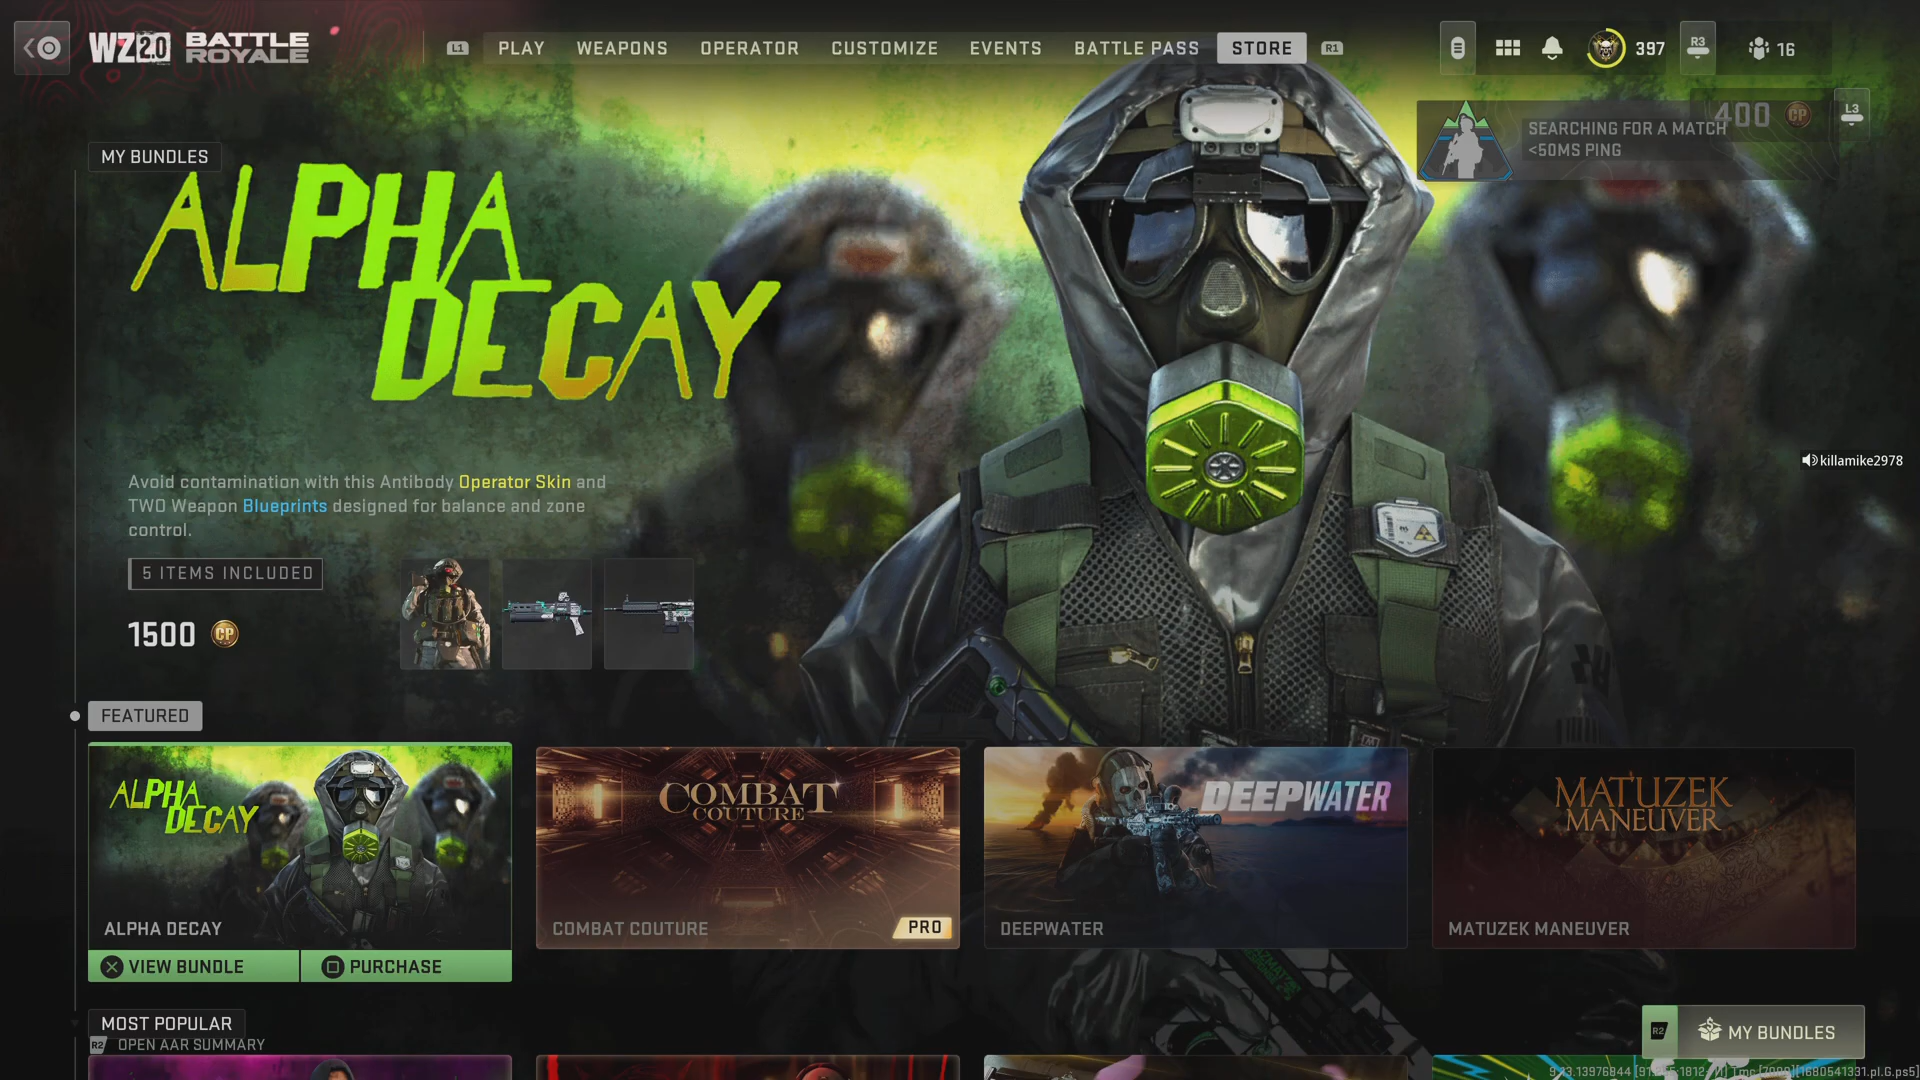 WZ2.0 BATTLE ROYALE
L1 PLAY WEAPONS OPERATOR CUSTOMIZE EVENTS BATTLE PASS STORE R1
397 R3 16
400 CP L3
SEARCHING FOR A MATCH
<50MS PING
MY BUNDLES
ALPHA
DECAY
killamike2978
Avoid contamination with this Antibody Operator Skin and
TWO Weapon Blueprints designed for balance and zone
control.
5 ITEMS INCLUDED
1500 CP
FEATURED
ALPHA
DECAY
COMBAT
COUTURE
DEEPWATER
MATUZEK
MANEUVER
ALPHA DECAY
COMBAT COUTURE
PRO
DEEPWATER
MATUZEK MANEUVER
VIEW BUNDLE
PURCHASE
MOST POPULAR
R2 OPEN AAR SUMMARY
R2 MY BUNDLES